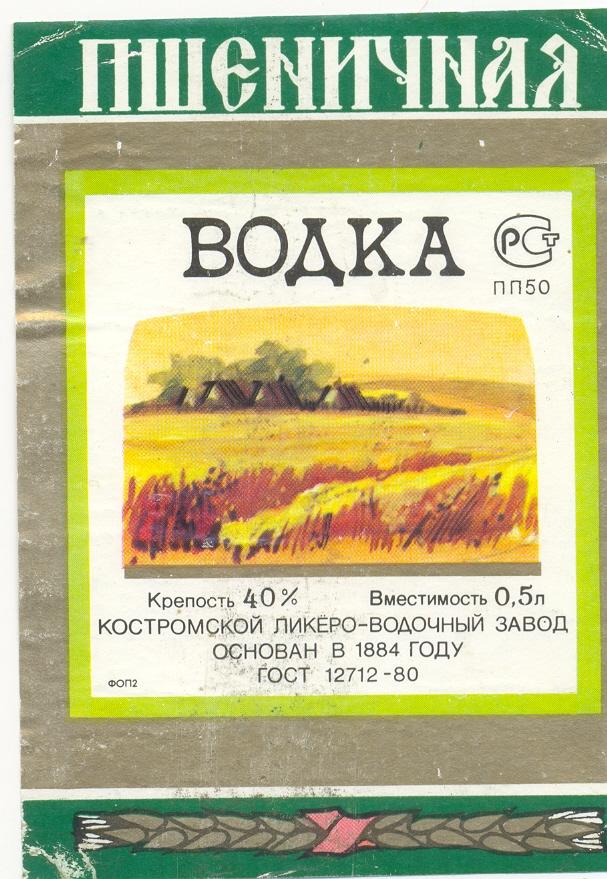 ПШЕНИЧНАЯ
ВОДКА
РСТ
ПП50
Крепость 40% Вместимость 0,5л
КОСТРОМСКОЙ ЛИКЁРО-ВОДОЧНЫЙ ЗАВОД
ОСНОВАН В 1884 ГОДУ
ГОСТ 12712-80
ФОП2